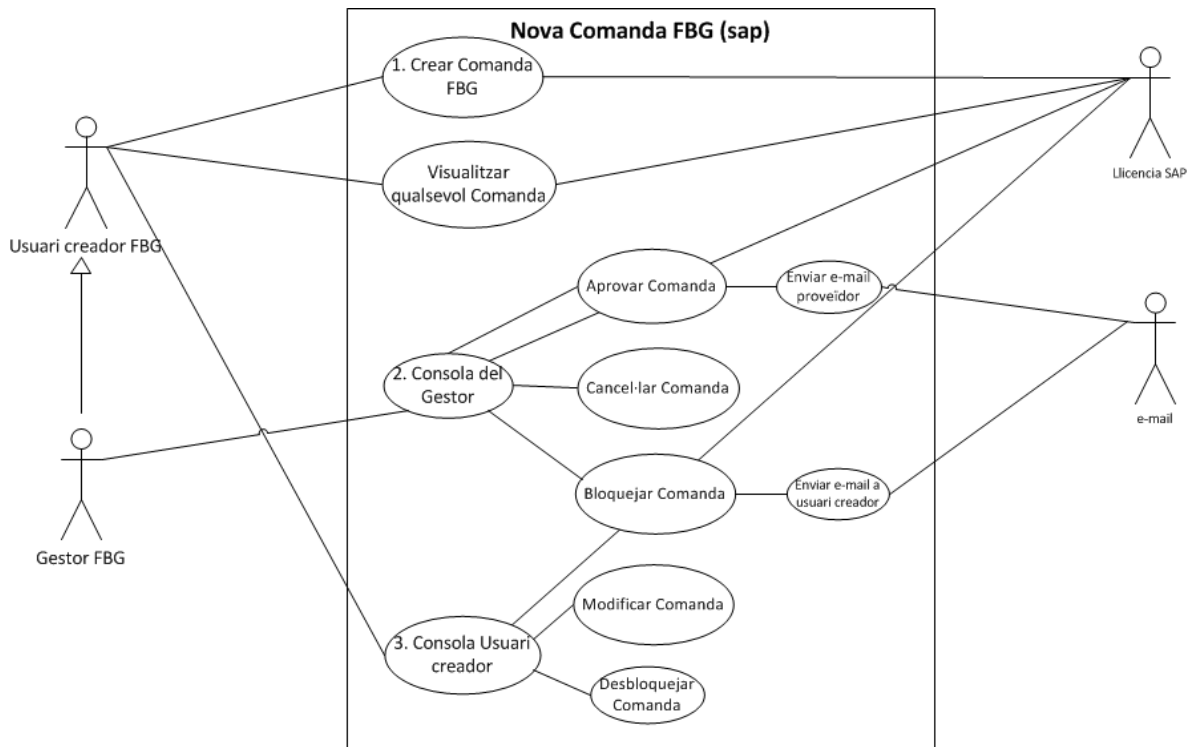 Nova Comanda FBG (sap)
1. Crear Comanda
FBG
Visualitzar
qualsevol Comanda
Llicencia SAP
Usuari creador FBG
Aprovar Comanda
Enviar e-mail
proveïdor
2. Consola del
Gestor
Cancel·lar Comanda
e-mail
Bloquejar Comanda
Enviar e-mail a
usuari creador
Gestor FBG
Modificar Comanda
3. Consola Usuari
creador
Desbloquejar
Comanda